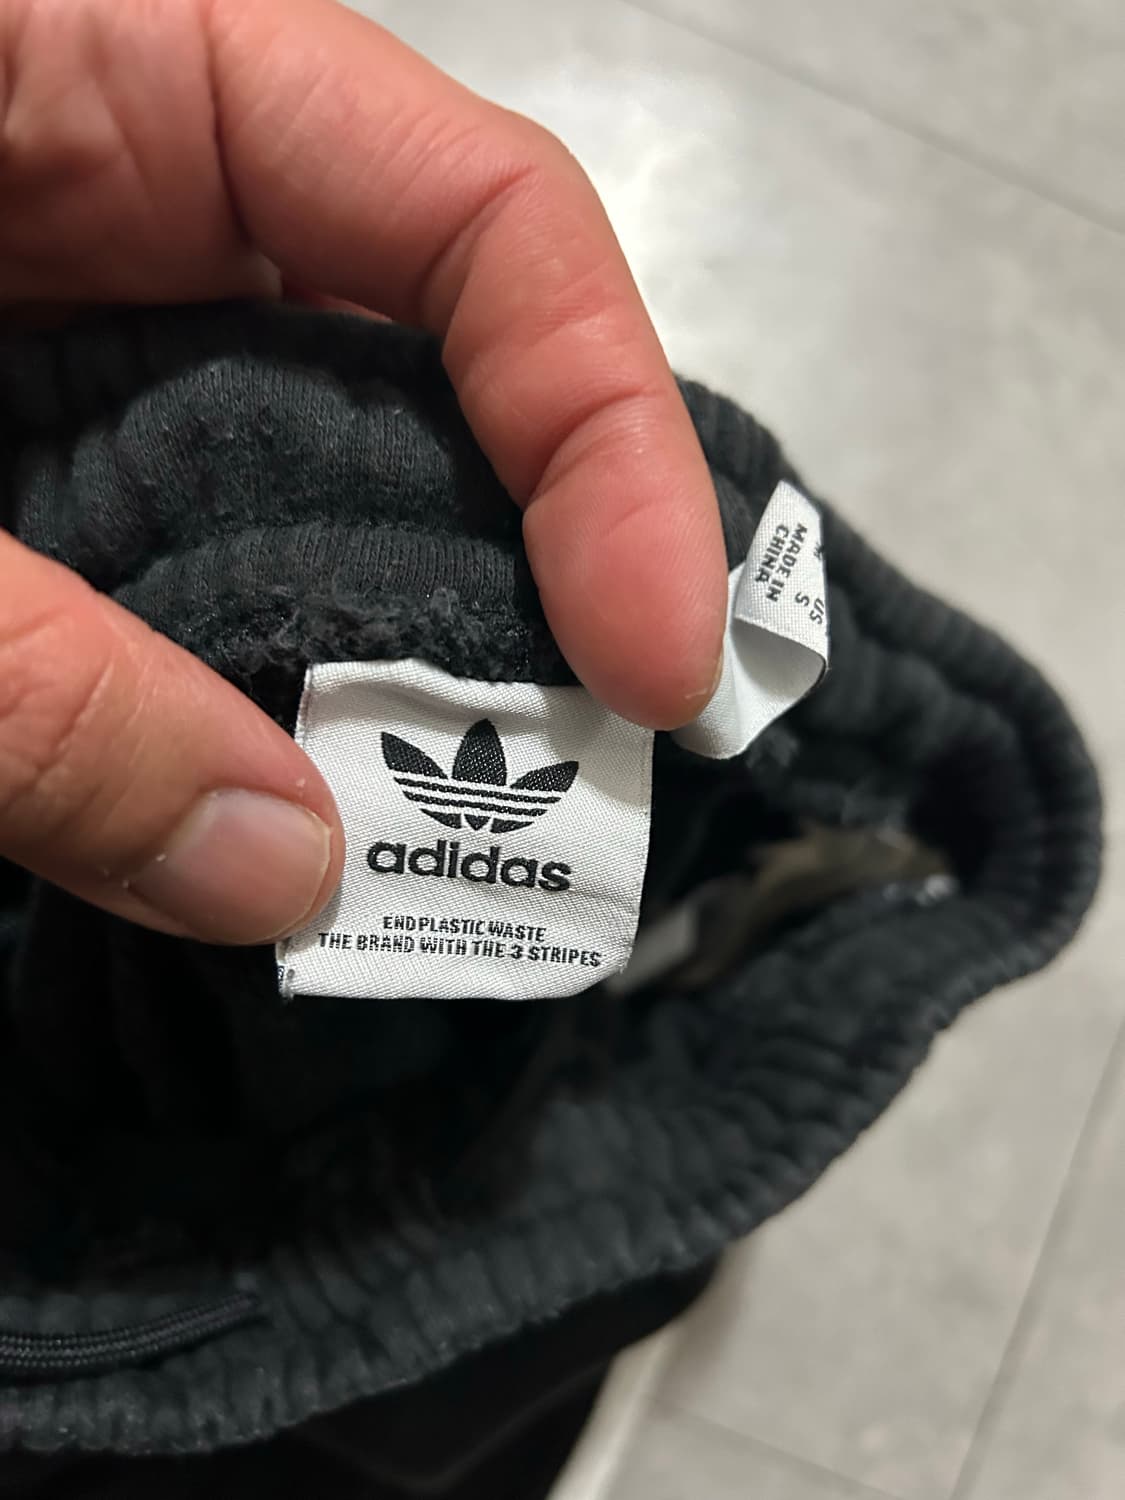 adidas
END PLASTIC WASTE
THE BRAND WITH THE 3 STRIPES
US
S
MADE IN
CHINA